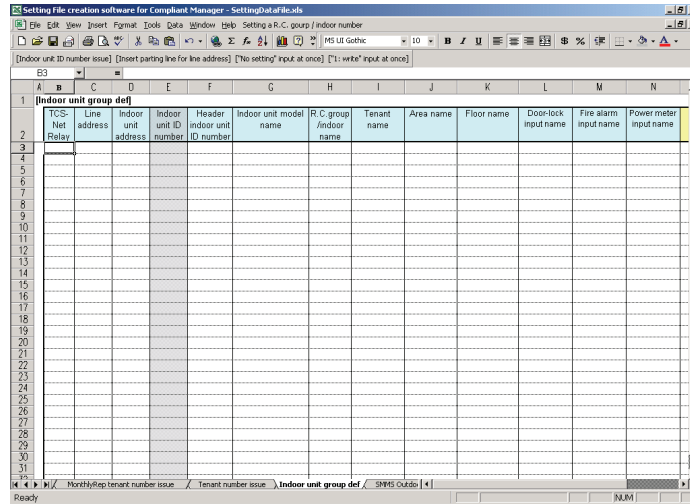 Setting File creation software for Compliant Manager - SettingDataFile.xls
File Edit View Insert Format Tools Data Window Help Setting a R.C. gourp / indoor number
MS UI Gothic 10 B I U $ %
[Indoor unit ID number issue] [Insert parting line for line address] ["No setting" input at once] ["1: write" input at once]
B3 =
A B C D E F G H I J K L M N
1 [Indoor unit group def]
2 TCS-Net Relay Line address Indoor unit address Indoor unit ID number Header indoor unit ID number Indoor unit model name R.C. group /indoor name Tenant name Area name Floor name Door-lock input name Fire alarm input name Power meter input name
3
4
5
6
7
8
9
10
11
12
13
14
15
16
17
18
19
20
21
22
23
24
25
26
27
28
29
30
31
MonthlyRep tenant number issue Tenant number issue Indoor unit group def SMMS Outdo
Ready NUM